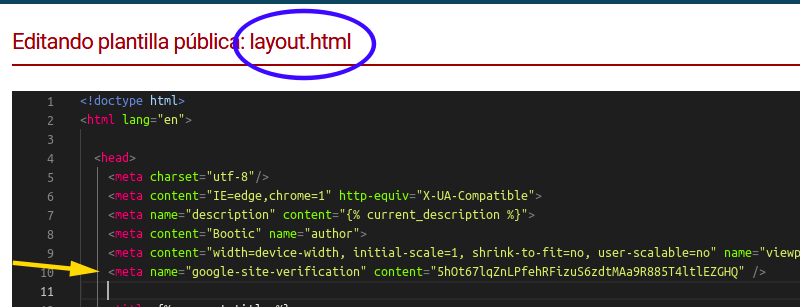 Editando plantilla pública: layout.html
1 <!doctype html>
2 <html lang="en">
3
4 <head>
5 <meta charset="utf-8"/>
6 <meta content="IE=edge,chrome=1" http-equiv="X-UA-Compatible">
7 <meta name="description" content="{% current_description %}">
8 <meta content="Bootic" name="author">
9 <meta content="width=device-width, initial-scale=1, shrink-to-fit=no, user-scalable=no" name="viewp
10 <meta name="google-site-verification" content="5hOt67lqZnLPfehRFizuS6zdtMAa9R885T4ltlEZGHQ" />
11